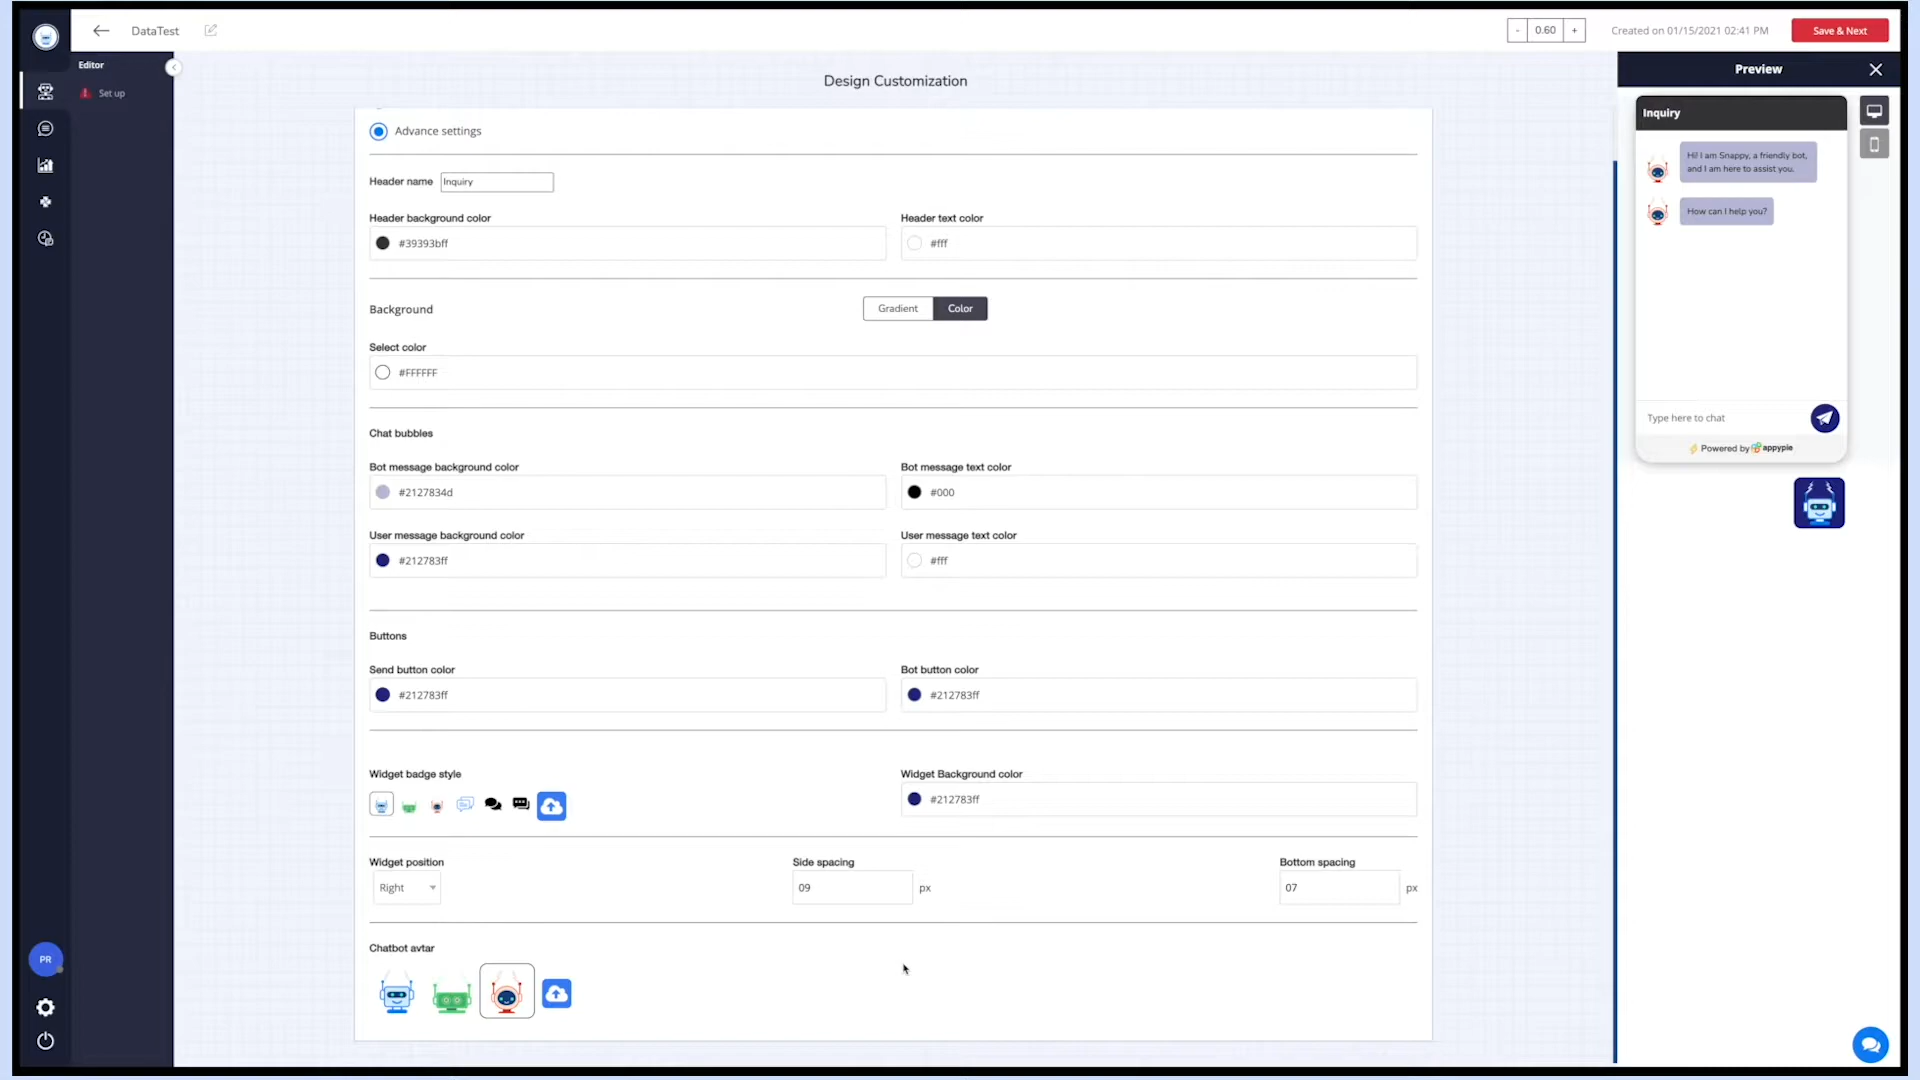 DataTest
- 0.60 +
Created on 01/15/2021 02:41 PM
Save & Next
Editor
Set up
Design Customization
Advance settings
Header name Inquiry
Header background color
#39393bff
Header text color
#fff
Background
Gradient Color
Select color
#FFFFFF
Chat bubbles
Bot message background color
#2127834d
Bot message text color
#000
User message background color
#212783ff
User message text color
#fff
Buttons
Send button color
#212783ff
Bot button color
#212783ff
Widget badge style
Widget Background color
#212783ff
Widget position
Right
Side spacing
09 px
Bottom spacing
07 px
Chatbot avtar
PR
Preview
Inquiry
Hi! I am Snappy, a friendly bot,
and I am here to assist you.
How can I help you?
Type here to chat
Powered by appypie